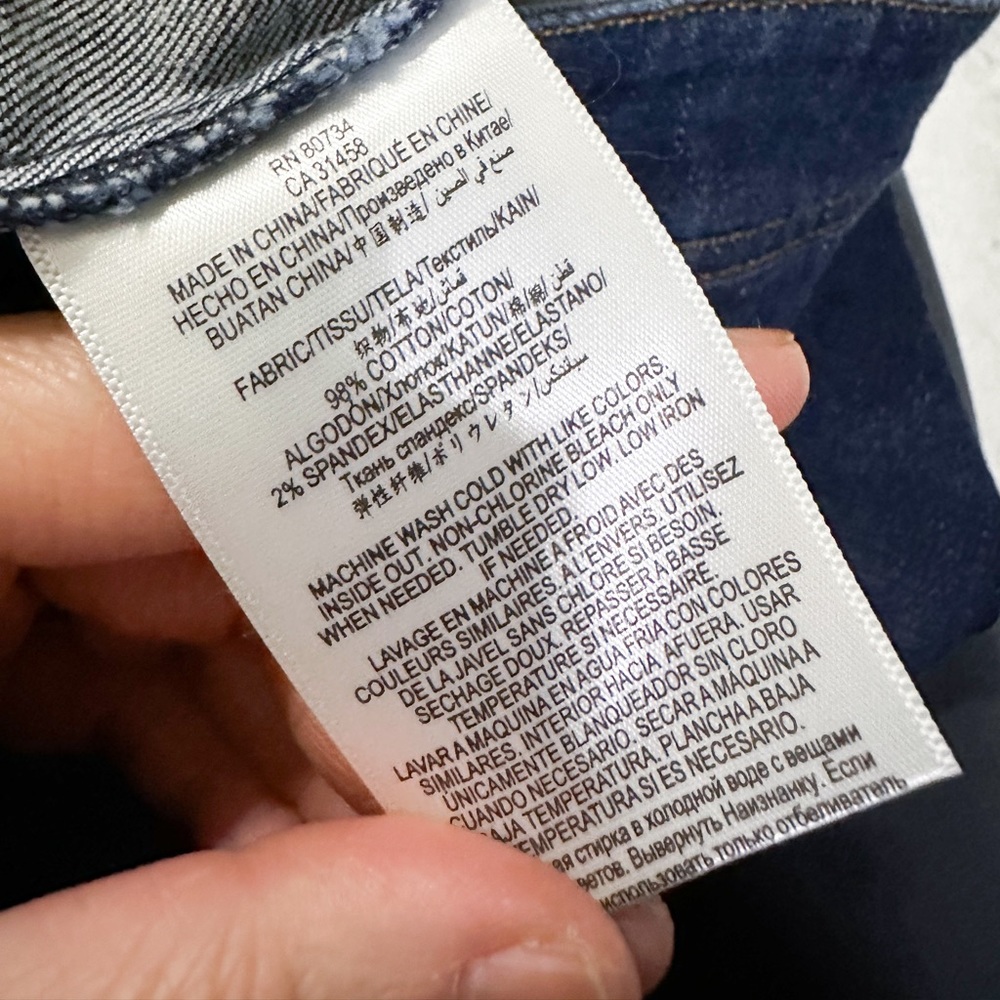 RN 80734
CA 31458
MADE IN CHINA/FABRIQUÉ EN CHINE/
HECHO EN CHINA/Произведено в Китае/
BUATAN CHINA/中国制造/ صنع في الصين
FABRIC/TISSU/TELA/Текстиль/KAIN/
织物/布地/قماش
98% COTTON/COTON/
ALGODÓN/Хлопок/KATUN/棉/綿/قطن
2% SPANDEX/ELASTHANNE/ELASTANO/
Ткань спандекс/SPANDEKS/
弹性纤维/ポリウレタン/سباندكس
MACHINE WASH COLD WITH LIKE COLORS,
INSIDE OUT. NON-CHLORINE BLEACH ONLY
WHEN NEEDED. TUMBLE DRY LOW. LOW IRON
IF NEEDED.
LAVAGE EN MACHINE A FROID AVEC DES
COULEURS SIMILAIRES, A L'ENVERS. UTILISEZ
DE LA JAVEL SANS CHLORE SI BESOIN.
SECHAGE DOUX. REPASSER A BASSE
TEMPERATURE SI NECESSAIRE.
LAVAR A MAQUINA EN AGUA FRIA CON COLORES
SIMILARES, INTERIOR HACIA AFUERA. USAR
ÚNICAMENTE BLANQUEADOR SIN CLORO
CUANDO NECESARIO. SECAR A MAQUINA A
BAJA TEMPERATURA. PLANCHA A BAJA
TEMPERATURA SI ES NECESARIO.
стирка в холодной воде с вещами
Вывернуть Наизнанку. Если
использовать только отбеливатель